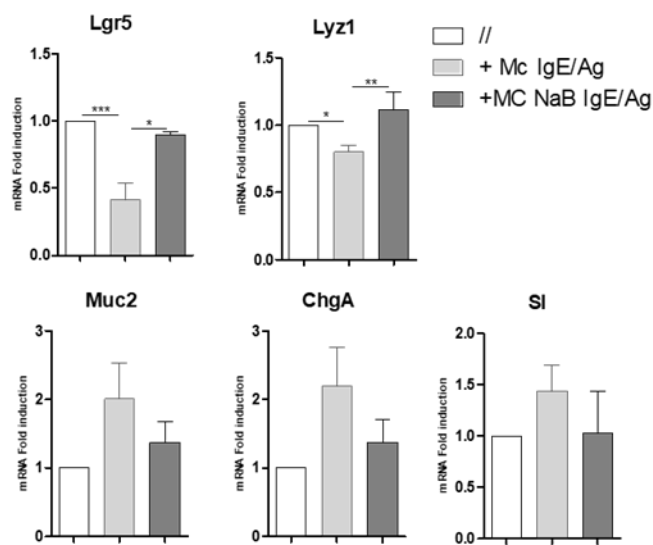 Lgr5
mRNA Fold induction
1.5
1.0
0.5
0.0
***
*
Lyz1
mRNA Fold induction
1.5
1.0
0.5
0.0
*
**
//
+ Mc IgE/Ag
+MC NaB IgE/Ag
Muc2
mRNA Fold induction
3
2
1
0
ChgA
mRNA Fold induction
3
2
1
0
SI
mRNA Fold induction
2.0
1.5
1.0
0.5
0.0